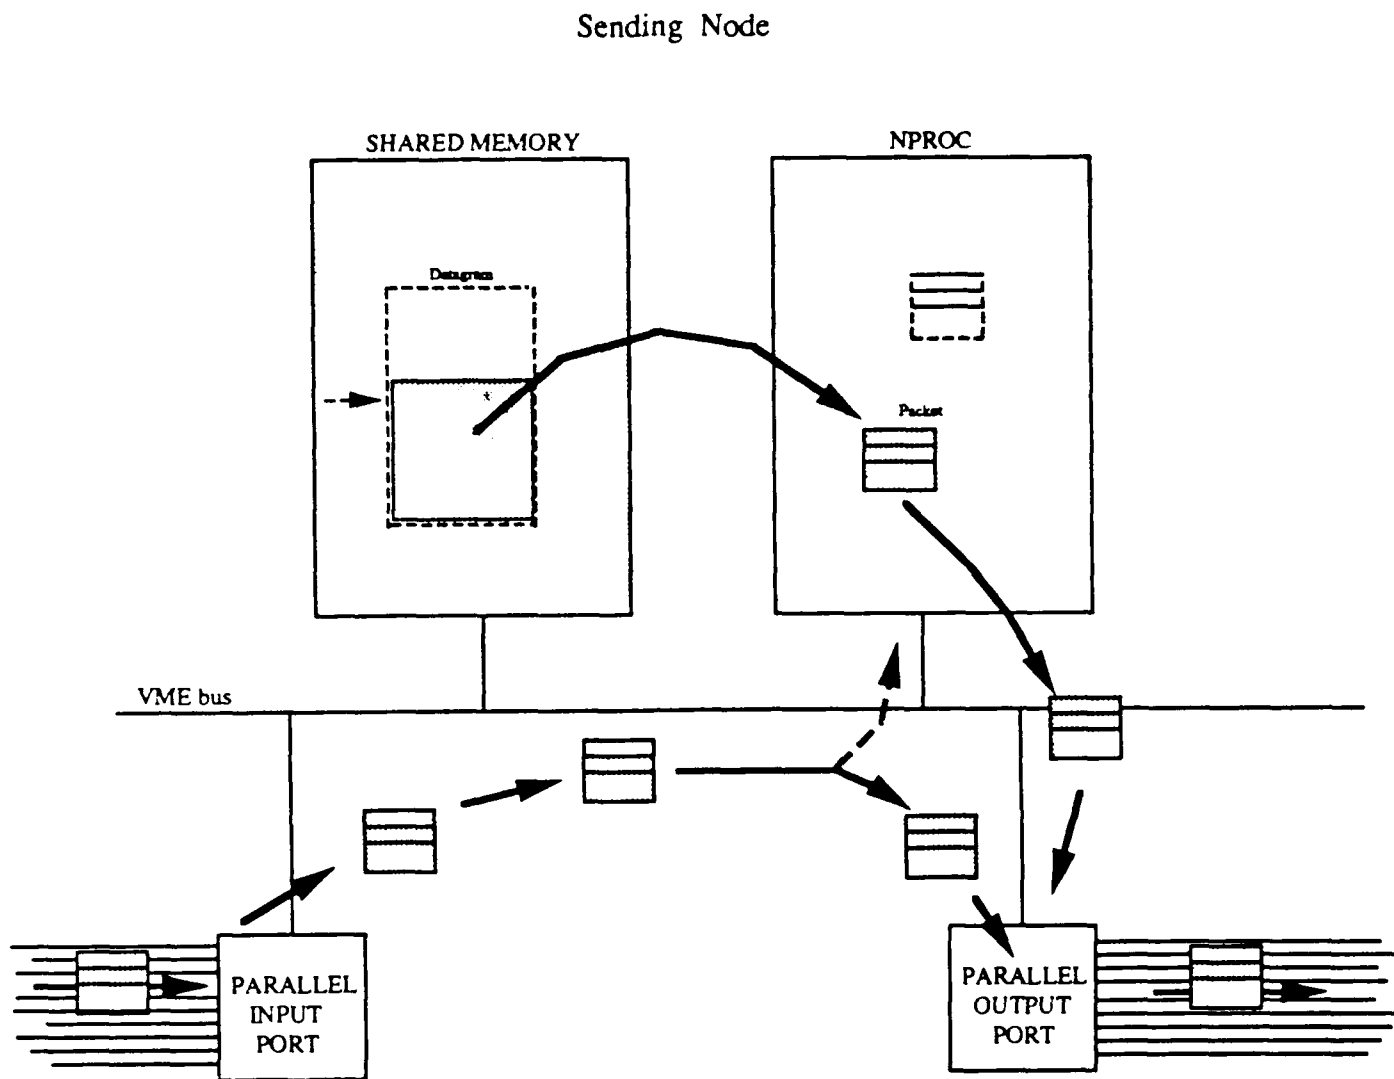 Sending Node
SHARED MEMORY
NPROC
Datagram
Packet
VME bus
PARALLEL
INPUT
PORT
PARALLEL
OUTPUT
PORT